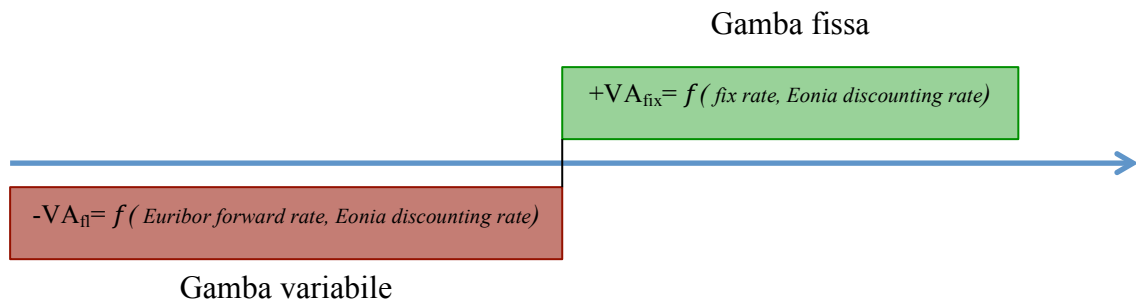 Gamba fissa
+VAfix= f( fix rate, Eonia discounting rate)
-VAfl= f( Euribor forward rate, Eonia discounting rate)
Gamba variabile